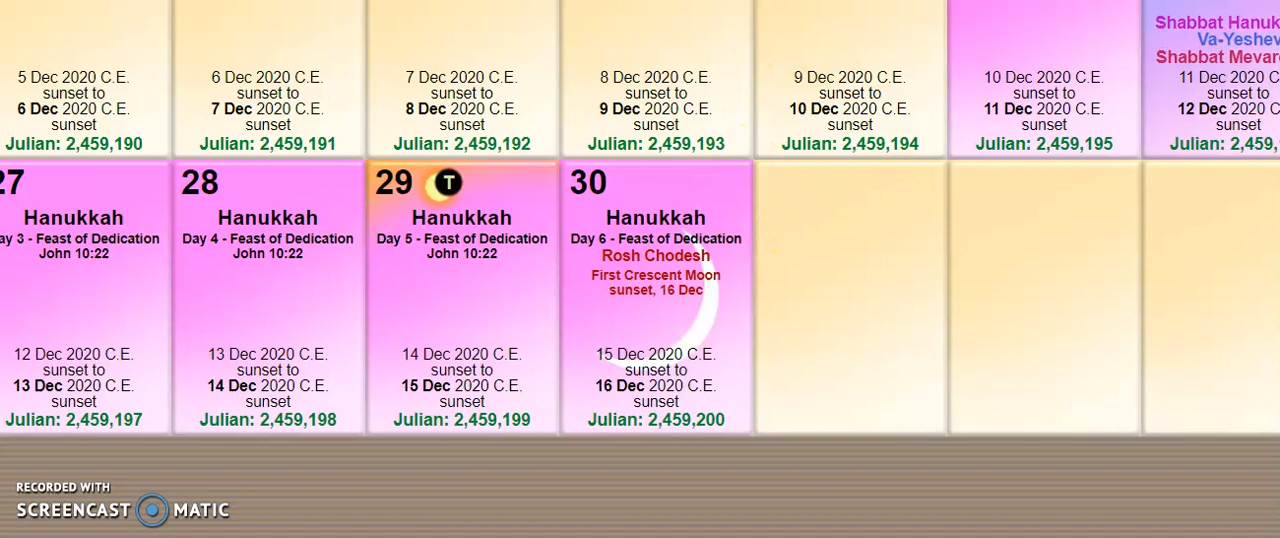 Shabbat Hanuk
Va-Yeshev
Shabbat Mevar
5 Dec 2020 C.E.
sunset to
6 Dec 2020 C.E.
sunset
Julian: 2,459,190
6 Dec 2020 C.E.
sunset to
7 Dec 2020 C.E.
sunset
Julian: 2,459,191
7 Dec 2020 C.E.
sunset to
8 Dec 2020 C.E.
sunset
Julian: 2,459,192
8 Dec 2020 C.E.
sunset to
9 Dec 2020 C.E.
sunset
Julian: 2,459,193
9 Dec 2020 C.E.
sunset to
10 Dec 2020 C.E.
sunset
Julian: 2,459,194
10 Dec 2020 C.E.
sunset to
11 Dec 2020 C.E.
sunset
Julian: 2,459,195
11 Dec 2020 C
sunset to
12 Dec 2020 C
sunset
Julian: 2,459,
27
Hanukkah
ay 3 - Feast of Dedication
John 10:22
12 Dec 2020 C.E.
sunset to
13 Dec 2020 C.E.
sunset
Julian: 2,459,197
28
Hanukkah
Day 4 - Feast of Dedication
John 10:22
13 Dec 2020 C.E.
sunset to
14 Dec 2020 C.E.
sunset
Julian: 2,459,198
29 T
Hanukkah
Day 5 - Feast of Dedication
John 10:22
14 Dec 2020 C.E.
sunset to
15 Dec 2020 C.E.
sunset
Julian: 2,459,199
30
Hanukkah
Day 6 - Feast of Dedication
Rosh Chodesh
First Crescent Moon
sunset, 16 Dec
15 Dec 2020 C.E.
sunset to
16 Dec 2020 C.E.
sunset
Julian: 2,459,200
RECORDED WITH
SCREENCAST MATIC